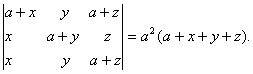 |a+x y a+z|
|x a+y z| = a²(a+x+y+z).
|x y a+z|